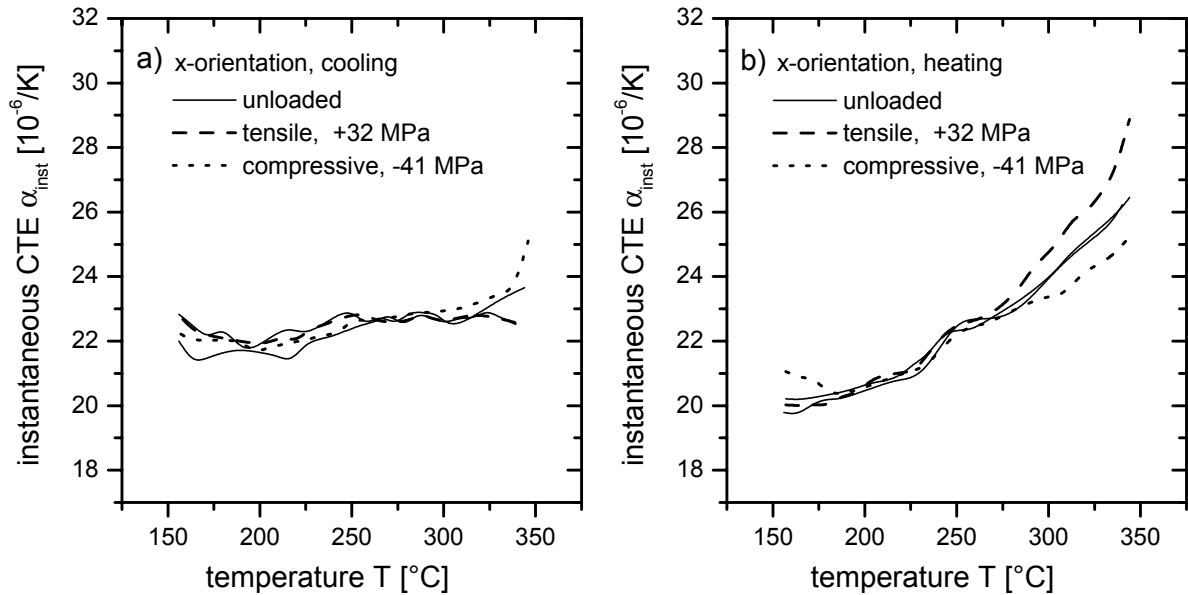 a) x-orientation, cooling
unloaded
tensile, +32 MPa
compressive, -41 MPa
instantaneous CTE α_inst [10⁻⁶/K]
32
30
28
26
24
22
20
18
150 200 250 300 350
temperature T [°C]
b) x-orientation, heating
unloaded
tensile, +32 MPa
compressive, -41 MPa
instantaneous CTE α_inst [10⁻⁶/K]
32
30
28
26
24
22
20
18
150 200 250 300 350
temperature T [°C]